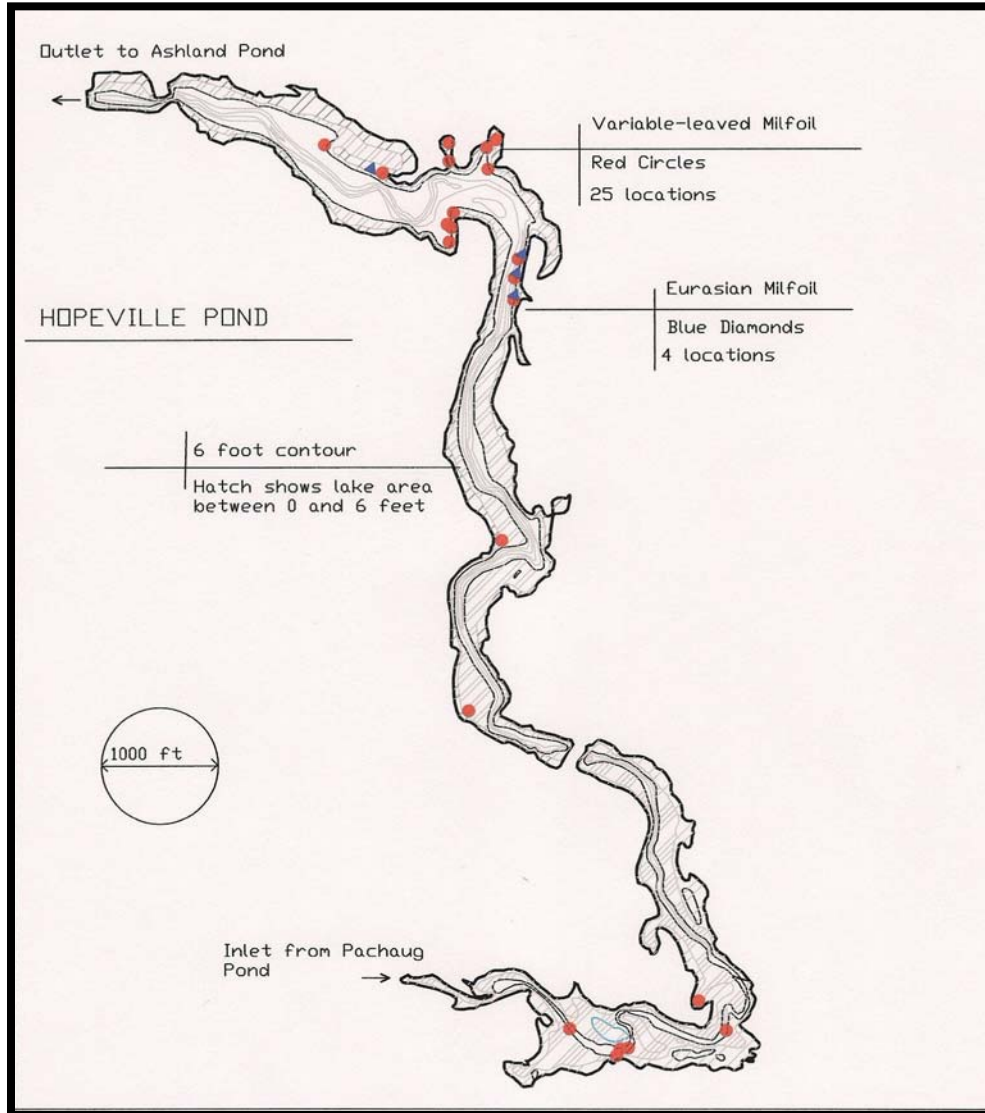 Outlet to Ashland Pond
Variable-leaved Milfoil
Red Circles
25 locations
Eurasian Milfoil
Blue Diamonds
4 locations
HOPEVILLE POND
6 foot contour
Hatch shows lake area
between 0 and 6 feet
1000 ft
Inlet from Pachaug
Pond